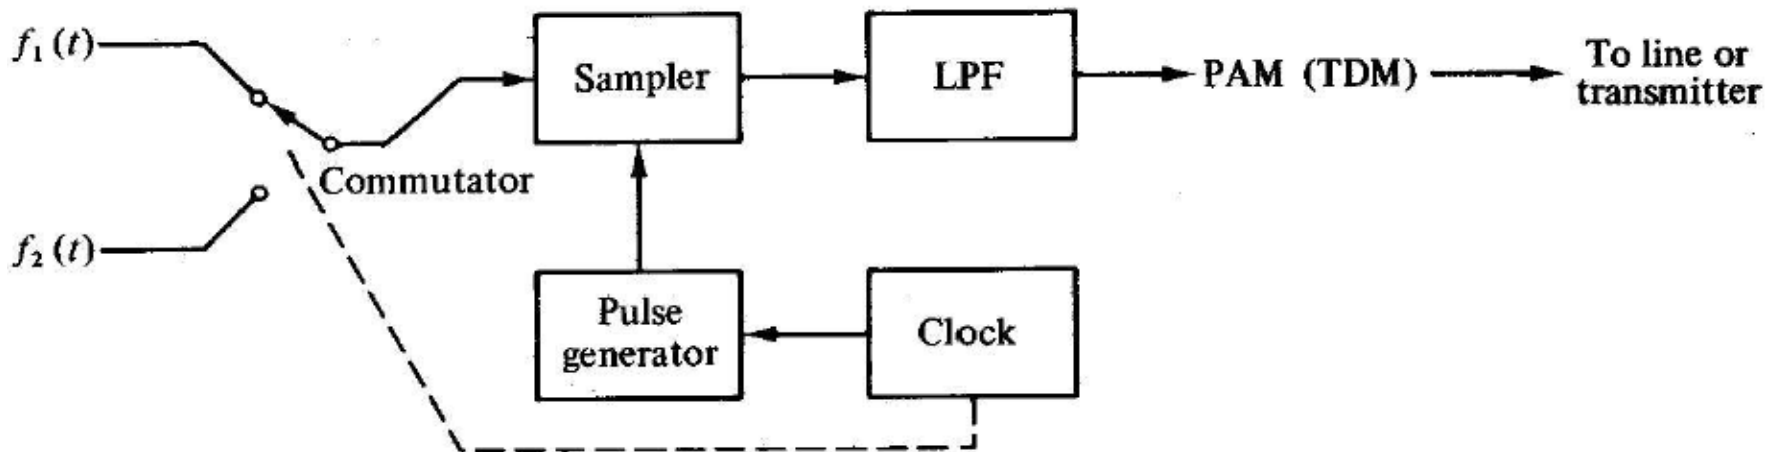 f₁(t)
Sampler
LPF
PAM (TDM)
To line or
transmitter
Commutator
f₂(t)
Pulse
generator
Clock